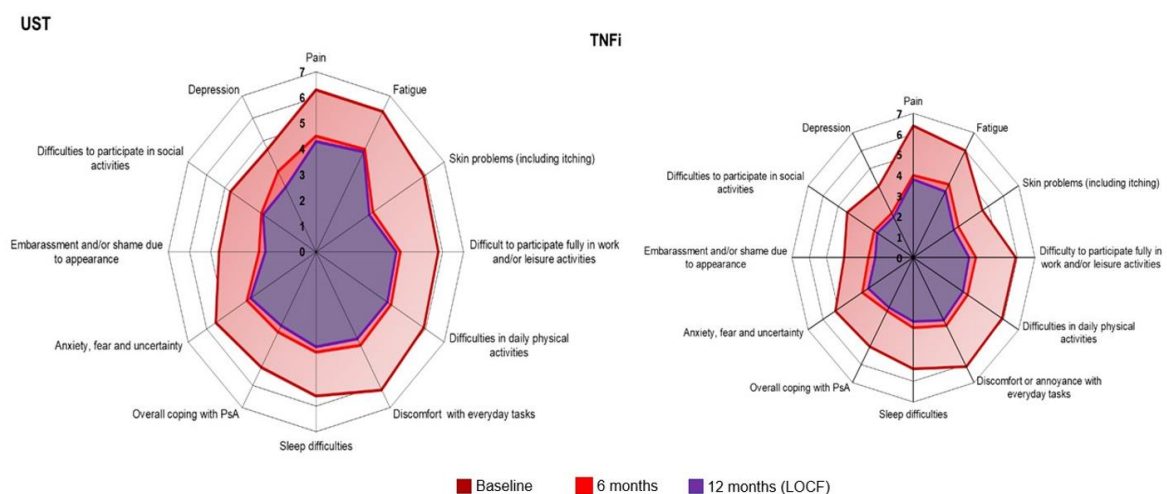 UST
Pain
7
6
5
4
3
2
1
0
Fatigue
Skin problems (including itching)
Difficult to participate fully in work
and/or leisure activities
Difficulties in daily physical
activities
Discomfort with everyday tasks
Sleep difficulties
Overall coping with PsA
Anxiety, fear and uncertainty
Embarassment and/or shame due
to appearance
Difficulties to participate in social
activities
Depression
TNFi
Pain
7
6
5
4
3
2
1
0
Fatigue
Skin problems (including itching)
Difficulty to participate fully in
work and/or leisure activities
Difficulties in daily physical
activities
Discomfort or annoyance with
everyday tasks
Sleep difficulties
Overall coping with PsA
Anxiety, fear and uncertainty
Embarrassment and/or shame due
to appearance
Difficulties to participate in social
activities
Depression
Baseline
6 months
12 months (LOCF)